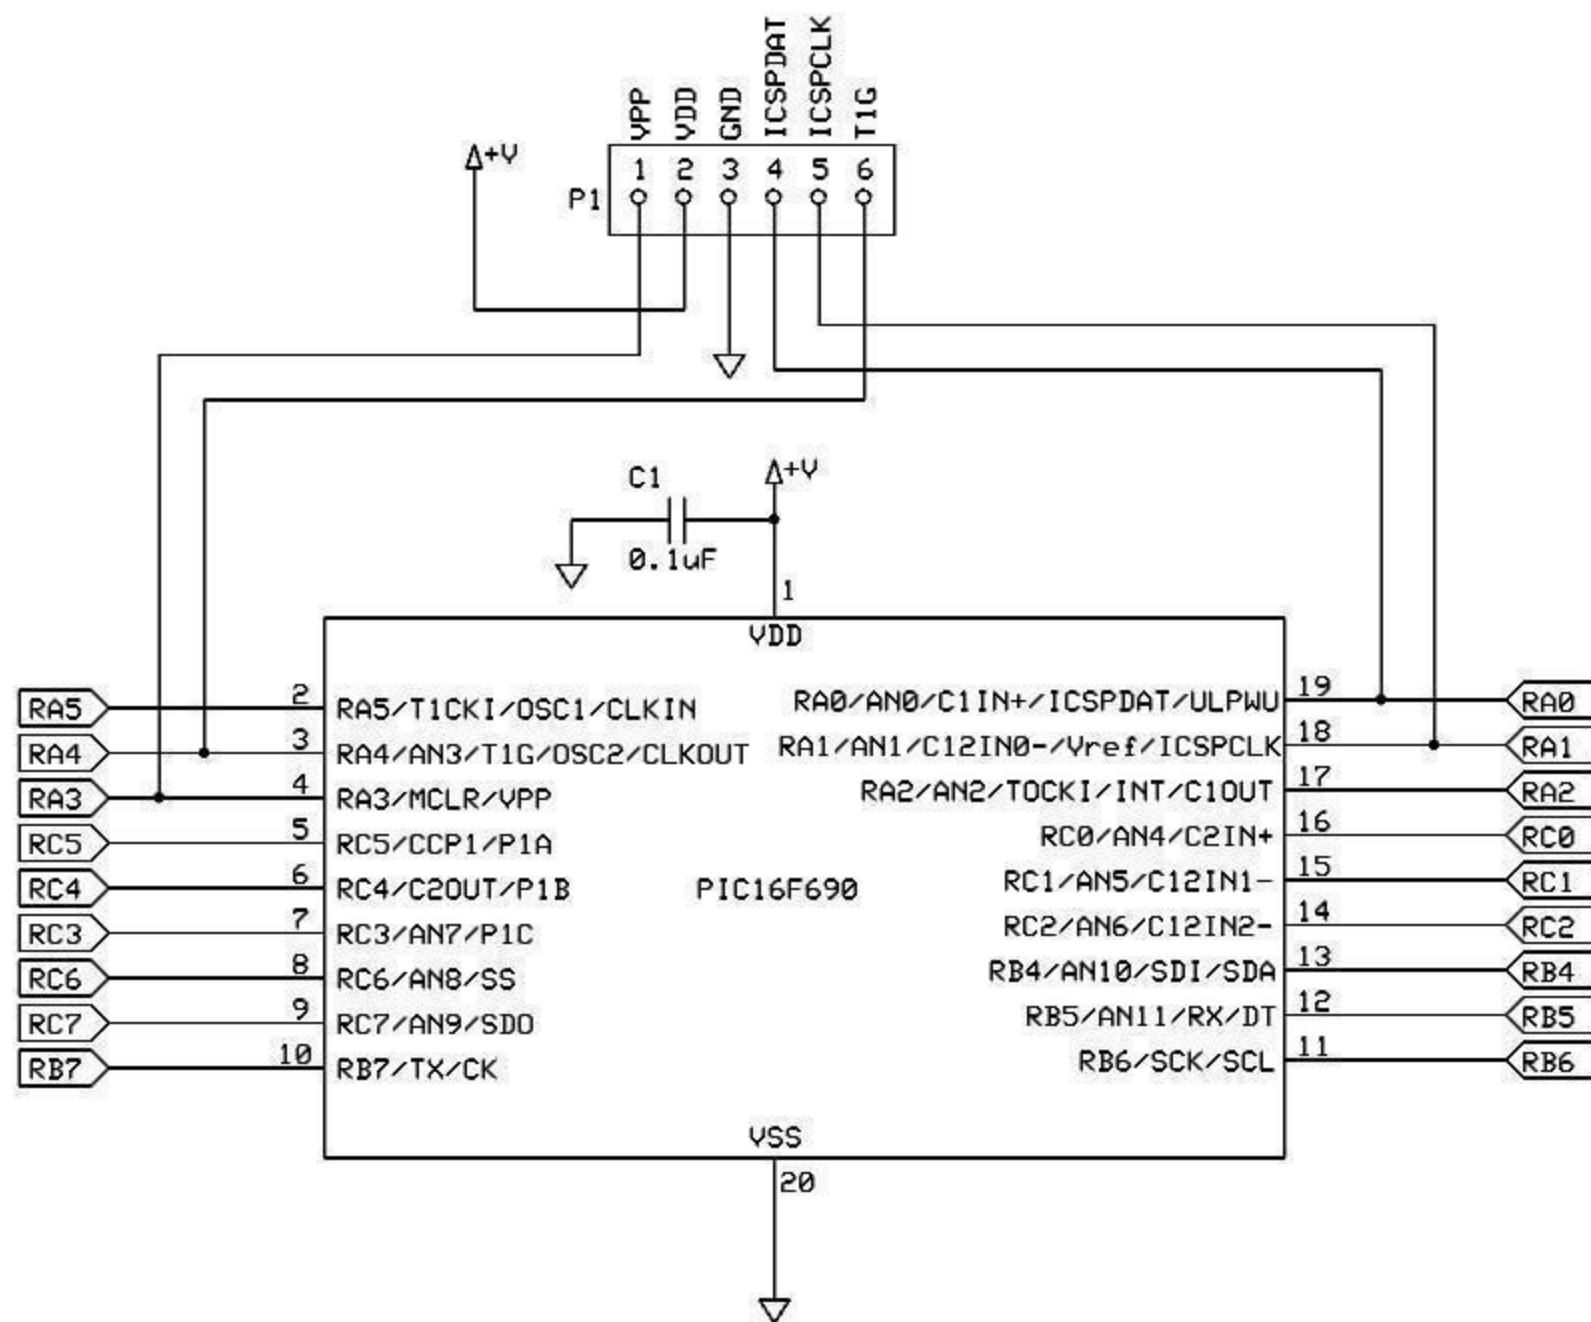 VPP
VDD
GND
ICSPDAT
ICSPCLK
T1G
+V
1 2 3 4 5 6
P1
+V
C1
0.1uF
1
VDD
RA5 2 RA5/T1CKI/OSC1/CLKIN
RA0/AN0/C1IN+/ICSPDAT/ULPWU 19 RA0
RA4 3 RA4/AN3/T1G/OSC2/CLKOUT
RA1/AN1/C12IN0-/Vref/ICSPCLK 18 RA1
RA3 4 RA3/MCLR/VPP
RA2/AN2/TOCKI/INT/C1OUT 17 RA2
RC5 5 RC5/CCP1/P1A
RC0/AN4/C2IN+ 16 RC0
RC4 6 RC4/C2OUT/P1B
PIC16F690
RC1/AN5/C12IN1- 15 RC1
RC3 7 RC3/AN7/P1C
RC2/AN6/C12IN2- 14 RC2
RC6 8 RC6/AN8/SS
RB4/AN10/SDI/SDA 13 RB4
RC7 9 RC7/AN9/SDO
RB5/AN11/RX/DT 12 RB5
RB7 10 RB7/TX/CK
RB6/SCK/SCL 11 RB6
VSS
20